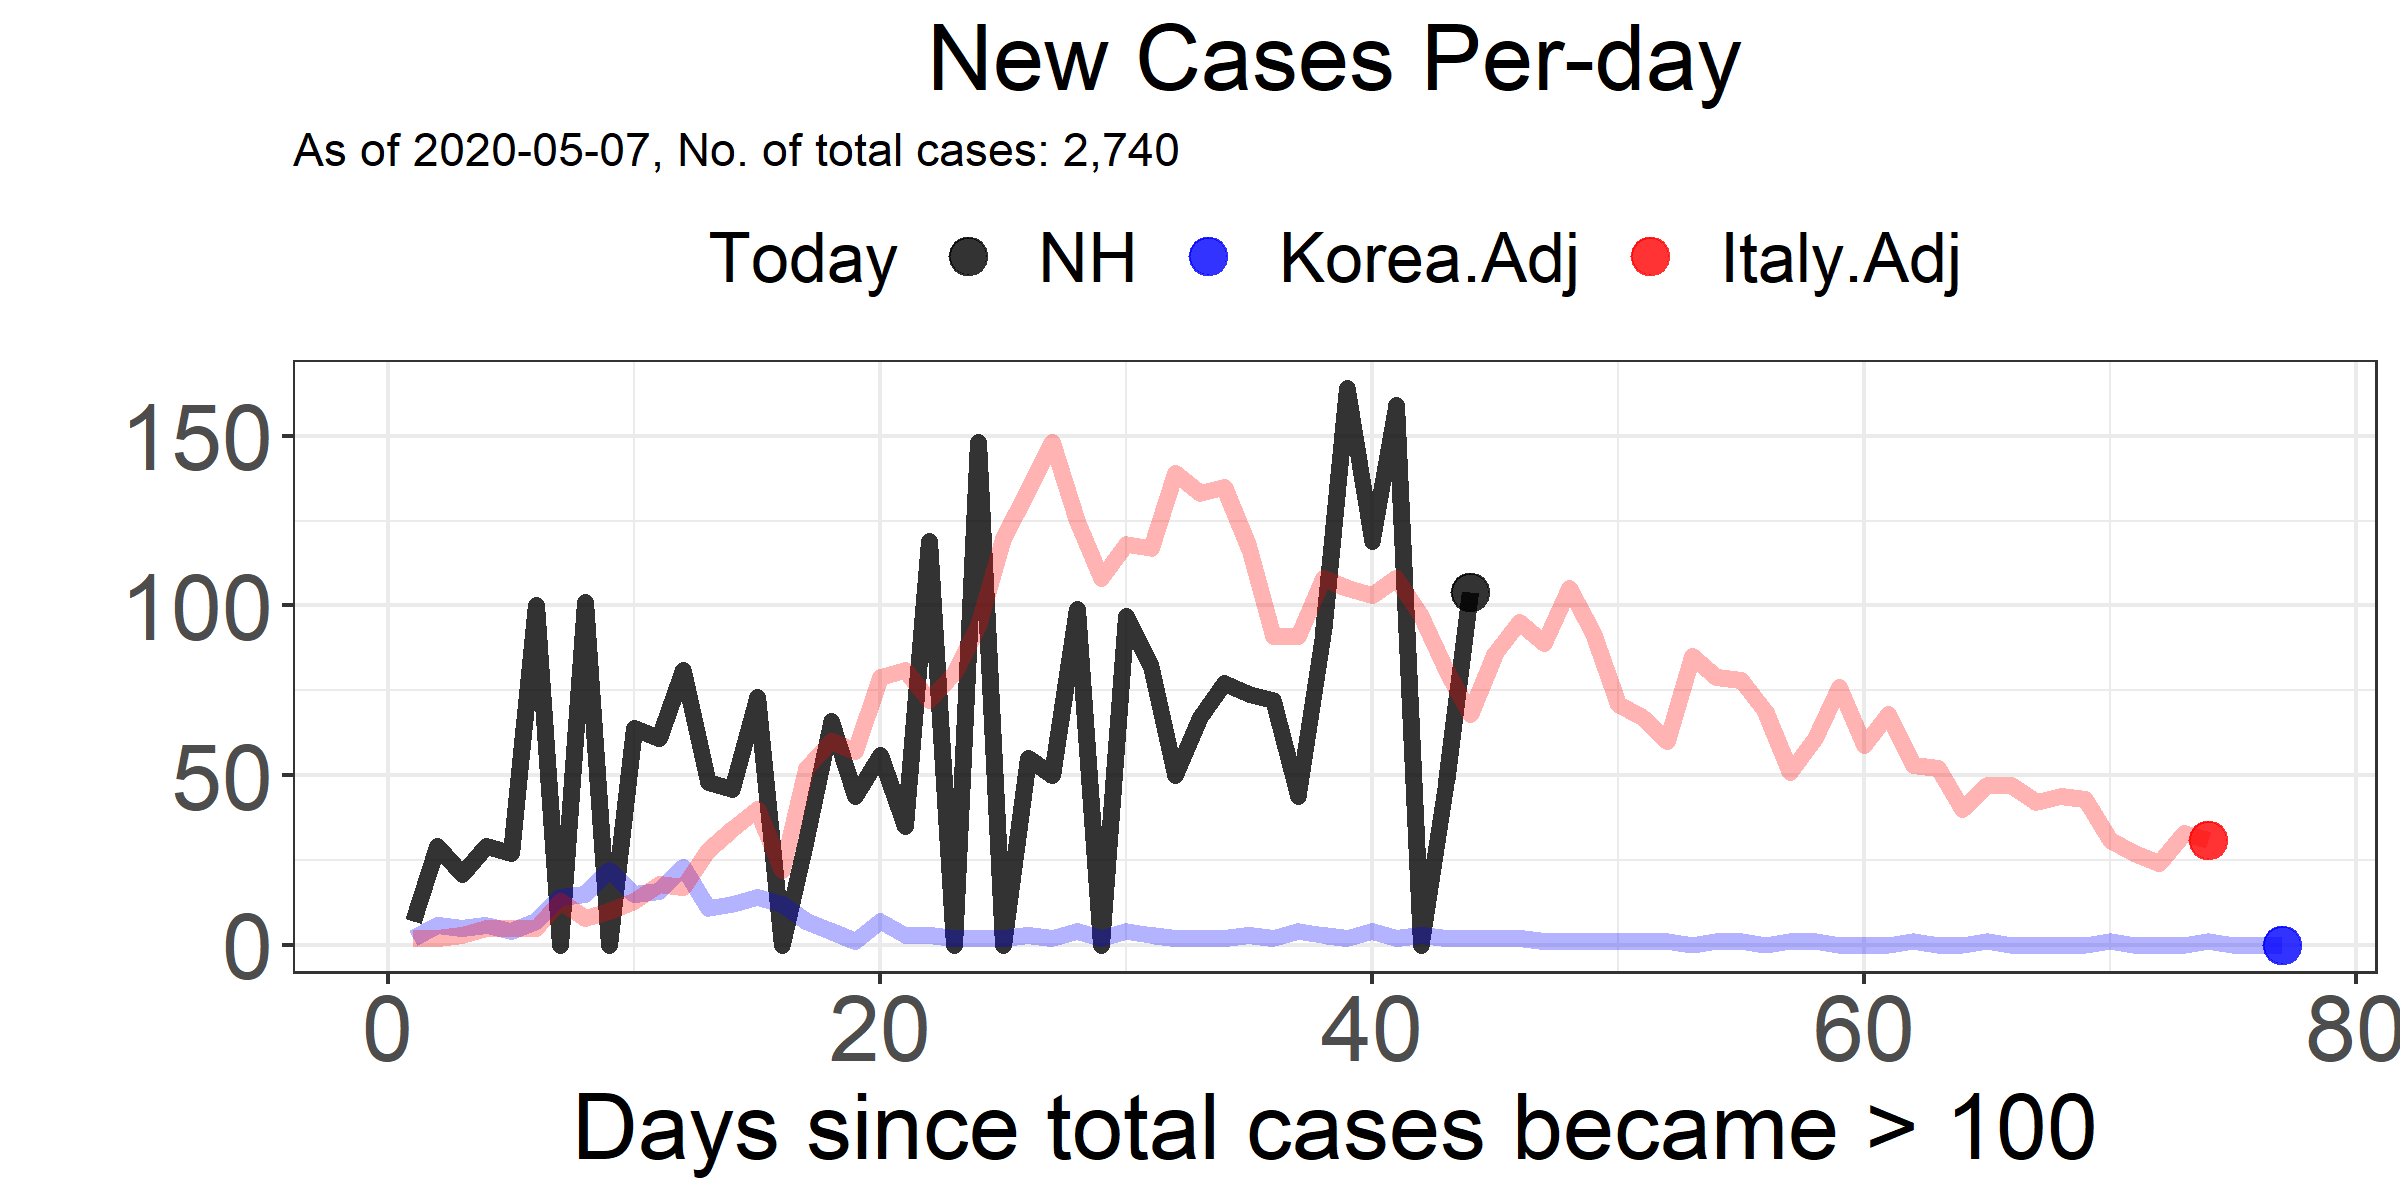 New Cases Per-day
As of 2020-05-07, No. of total cases: 2,740
Today NH Korea.Adj Italy.Adj
150
100
50
0
0 20 40 60 80
Days since total cases became > 100